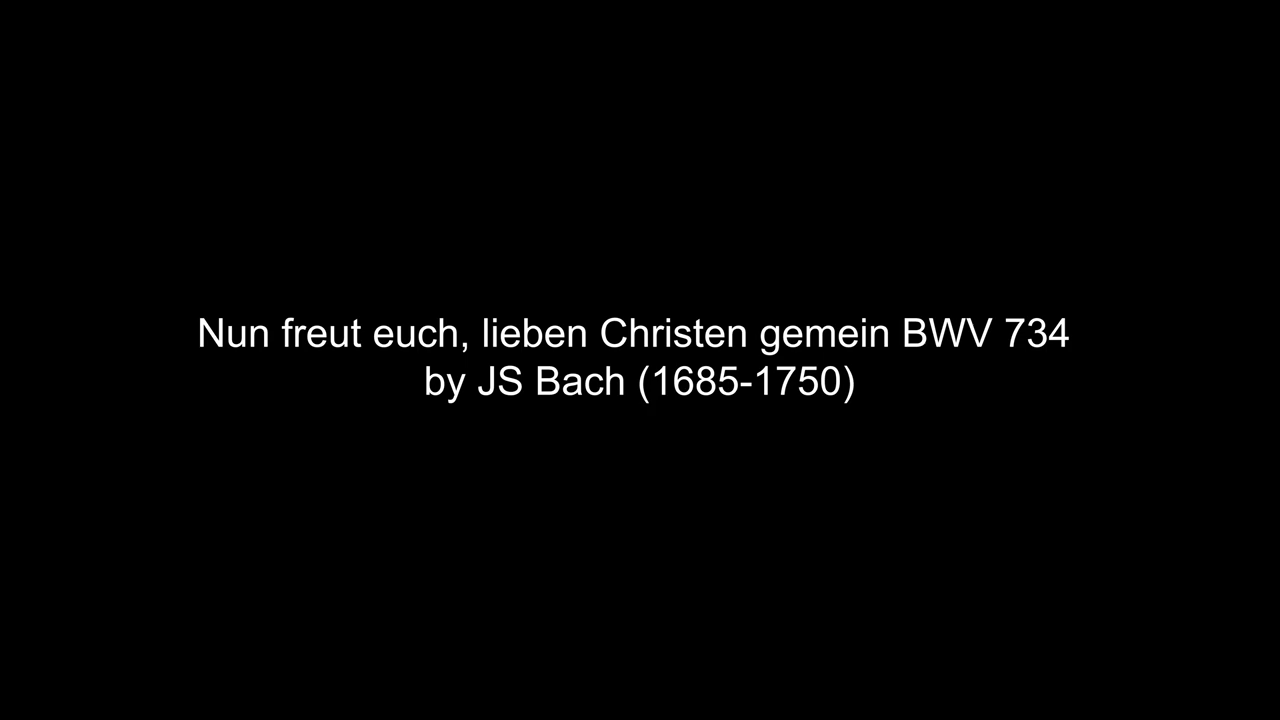 Nun freut euch, lieben Christen gemein BWV 734
by JS Bach (1685-1750)